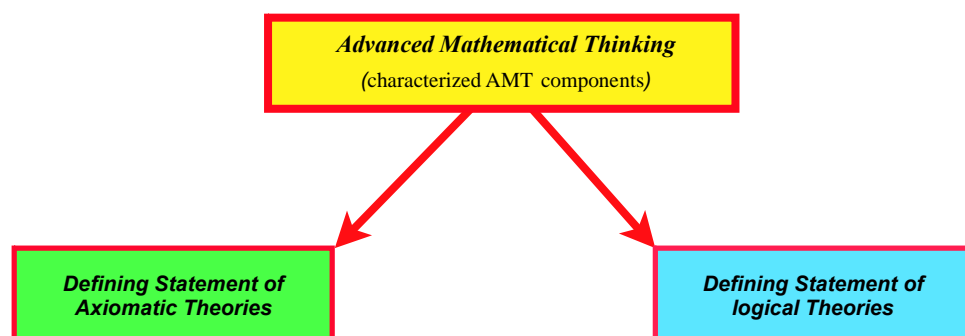 Advanced Mathematical Thinking
(characterized AMT components)
Defining Statement of
Axiomatic Theories
Defining Statement of
logical Theories